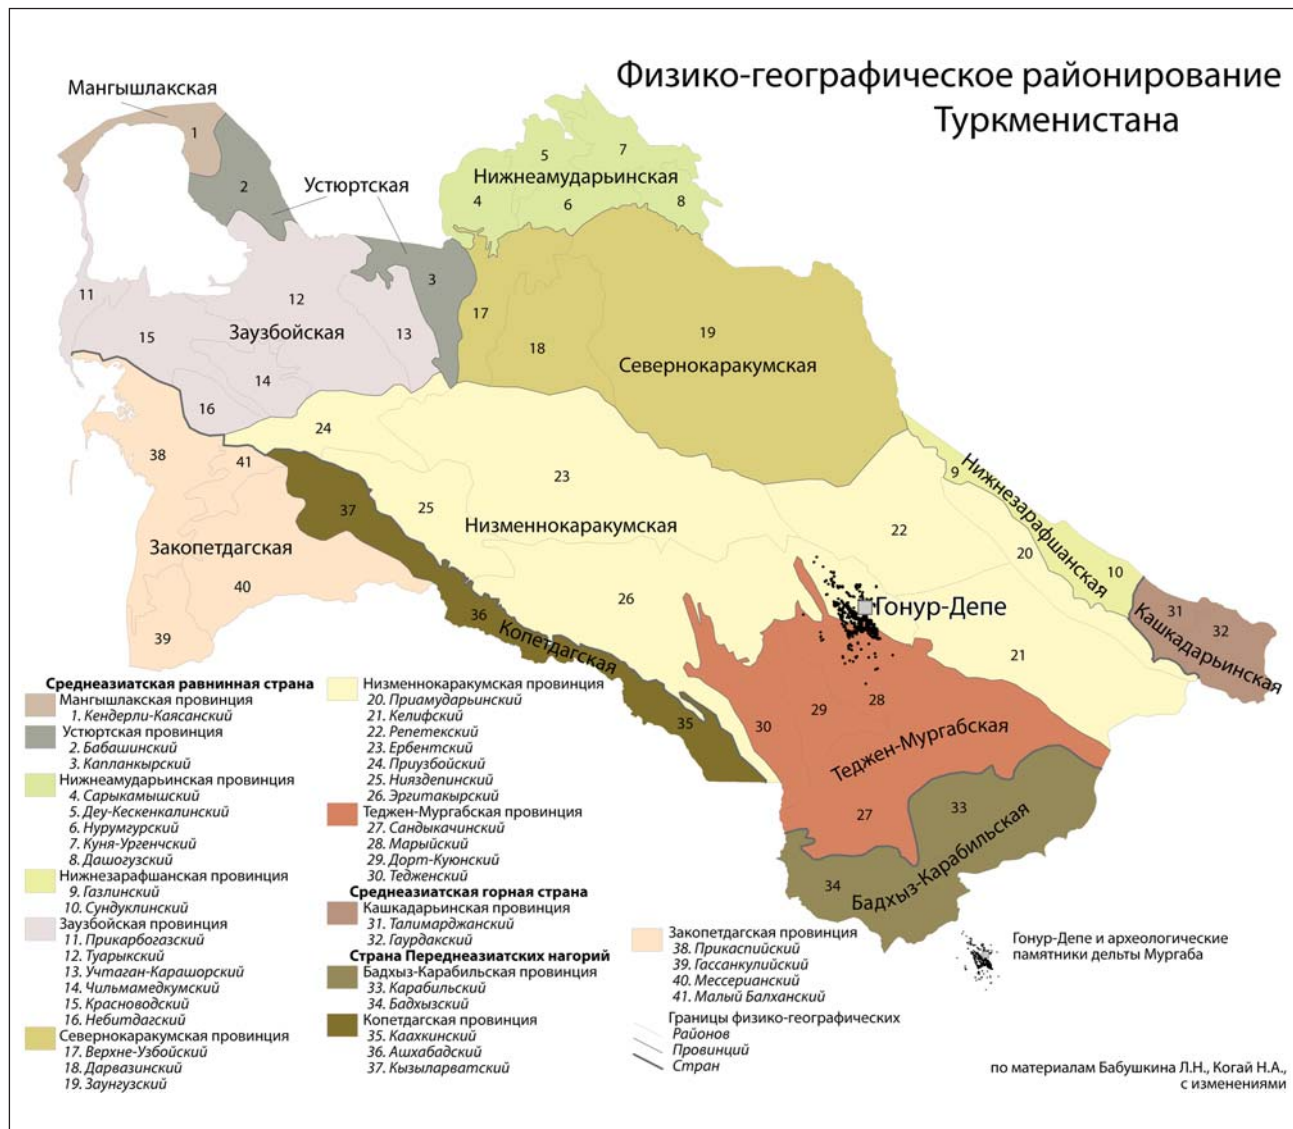 Физико-географическое районирование
Туркменистана
Мангышлакская
1
2
Устюртская
3
5
7
Нижнеамударьинская
4
6
8
11
12
15
Заузбойская
13
14
16
17
18
19
Севернокаракумская
24
23
38
41
37
25
Низменнокаракумская
22
9
Нижнезарафшанская
20
10
Закопетдагская
40
39
36
Копетдагская
26
Гонур-Депе
31
32
Кашкадарьинская
21
35
30
29
28
Теджен-Мургабская
27
33
34
Бадхыз-Карабильская
Среднеазиатская равнинная страна
Мангышлакская провинция
1. Кендерли-Каясанский
Устюртская провинция
2. Бабашинский
3. Капланкырский
Нижнеамударьинская провинция
4. Сарыкамышский
5. Деу-Кескенкалинский
6. Нурумгурский
7. Куня-Ургенчский
8. Дашогузский
Нижнезарафшанская провинция
9. Газлинский
10. Сундуклинский
Заузбойская провинция
11. Прикарбогазский
12. Туарыкский
13. Учтаган-Карашорский
14. Чильмамедкумский
15. Красноводский
16. Небитдагский
Севернокаракумская провинция
17. Верхне-Узбойский
18. Дарвазинский
19. Заунгузский
Низменнокаракумская провинция
20. Приамударьинский
21. Келифский
22. Репетекский
23. Ербентский
24. Приузбойский
25. Нияздепинский
26. Эргитакырский
Теджен-Мургабская провинция
27. Сандыкачинский
28. Марыйский
29. Дорт-Куюнский
30. Тедженский
Среднеазиатская горная страна
Кашкадарьинская провинция
31. Талимарджанский
32. Гаурдакский
Страна Переднеазиатских нагорий
Бадхыз-Карабильская провинция
33. Карабильский
34. Бадхызский
Копетдагская провинция
35. Каахкинский
36. Ашхабадский
37. Кызыларватский
Закопетдагская провинция
38. Прикаспийский
39. Гассанкулийский
40. Мессерианский
41. Малый Балханский
Границы физико-географических
Районов
Провинций
Стран
Гонур-Депе и археологические
памятники дельты Мургаба
по материалам Бабушкина Л.Н., Когай Н.А.,
с изменениями